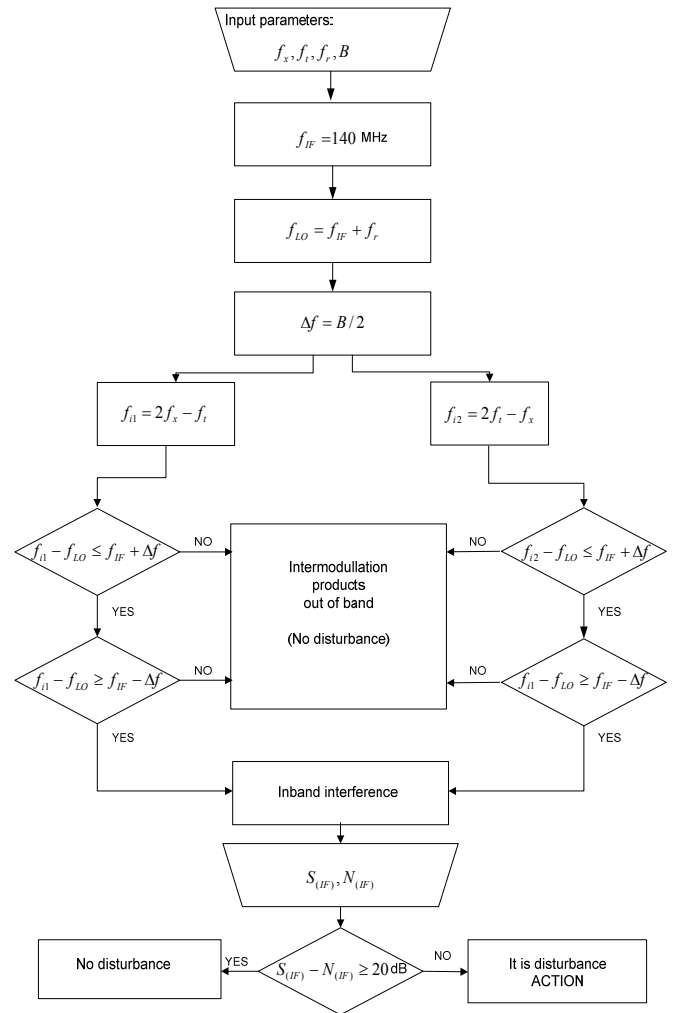 Input parameters:
f_x, f_t, f_r, B
f_IF = 140 MHz
f_LO = f_IF + f_r
Δf = B / 2
f_i1 = 2f_x − f_t
f_i2 = 2f_t − f_x
f_i1 − f_LO ≤ f_IF + Δf
NO
Intermodullation
products
out of band
(No disturbance)
NO
f_i2 − f_LO ≤ f_IF + Δf
YES
YES
f_i1 − f_LO ≥ f_IF − Δf
NO
NO
f_i1 − f_LO ≥ f_IF − Δf
YES
YES
Inband interference
S_(IF), N_(IF)
No disturbance
YES
S_(IF) − N_(IF) ≥ 20 dB
NO
It is disturbance
ACTION